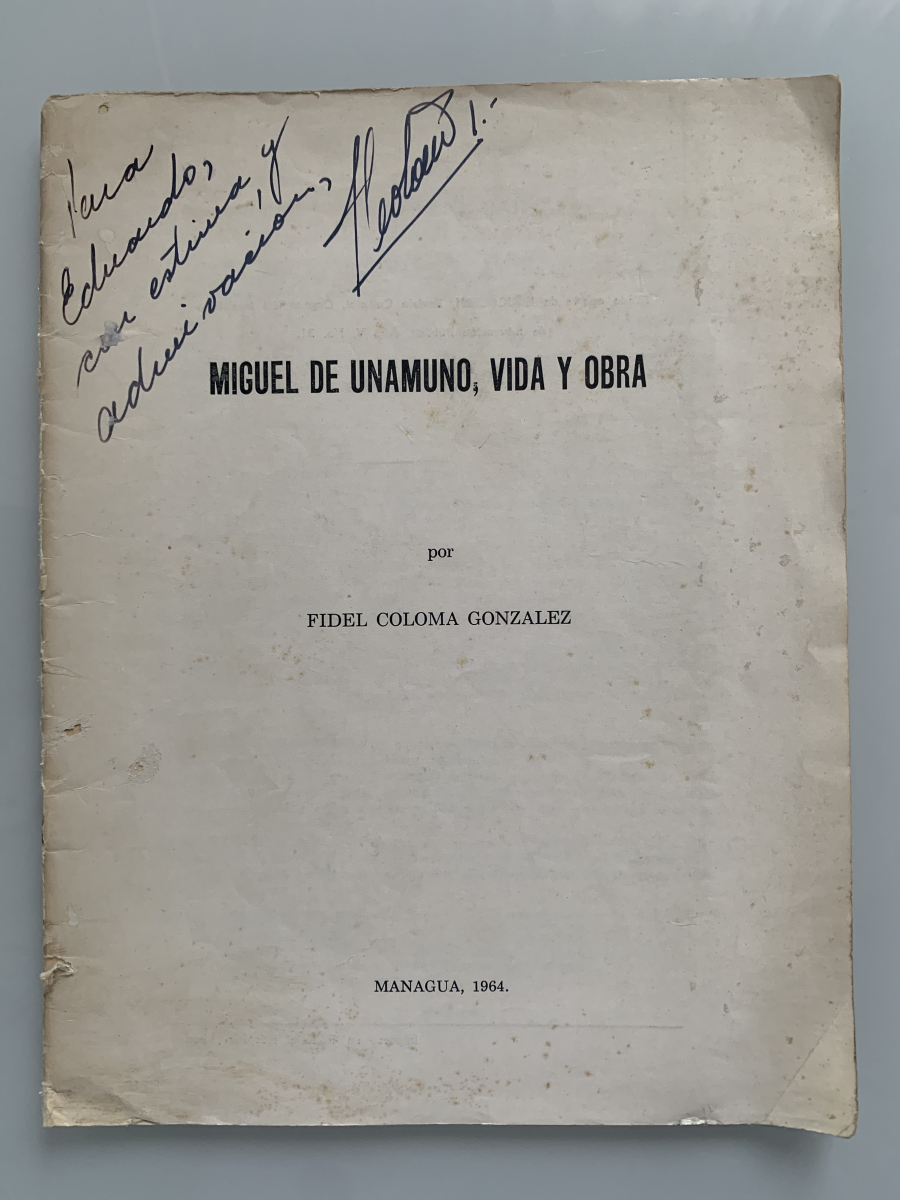 Para
Eduardo,
con estima, y
admiración,
MIGUEL DE UNAMUNO, VIDA Y OBRA
por
FIDEL COLOMA GONZALEZ
MANAGUA, 1964.